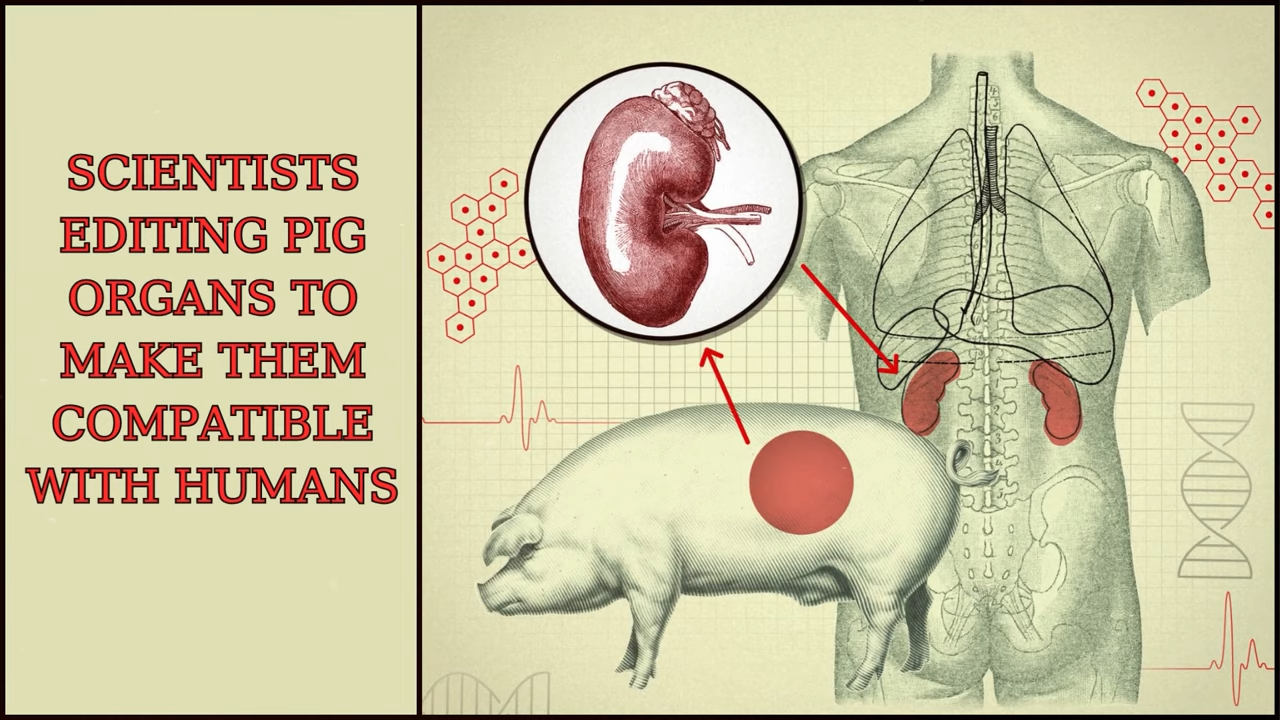 SCIENTISTS
EDITING PIG
ORGANS TO
MAKE THEM
COMPATIBLE
WITH HUMANS